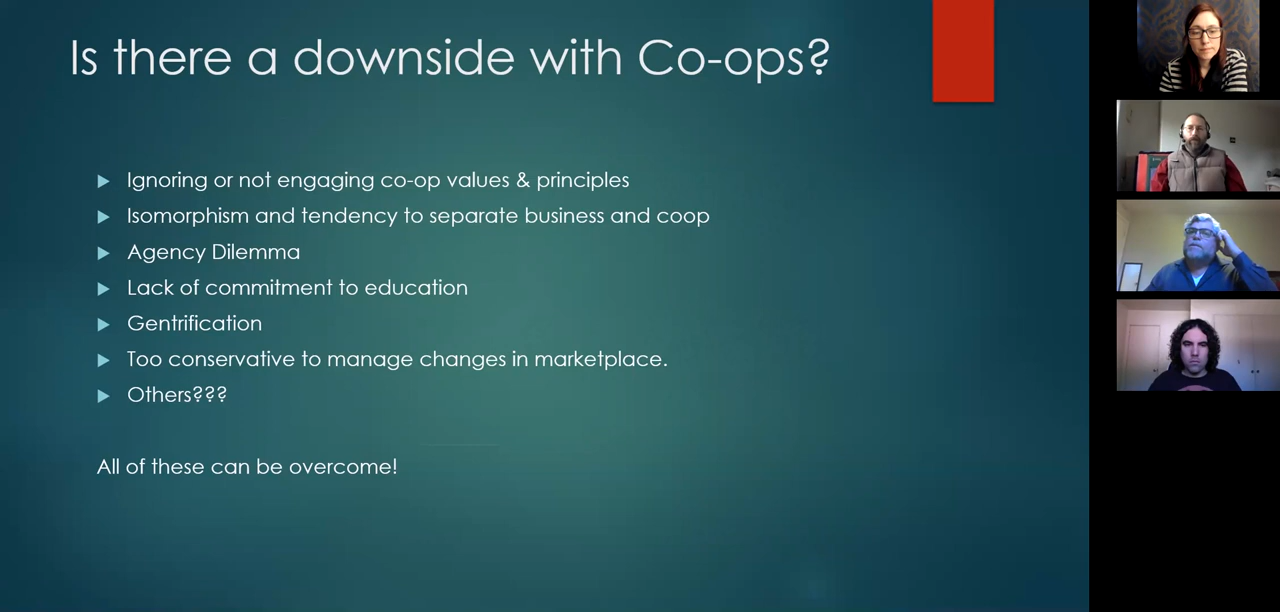 Is there a downside with Co-ops?
Ignoring or not engaging co-op values & principles
Isomorphism and tendency to separate business and coop
Agency Dilemma
Lack of commitment to education
Gentrification
Too conservative to manage changes in marketplace.
Others???
All of these can be overcome!